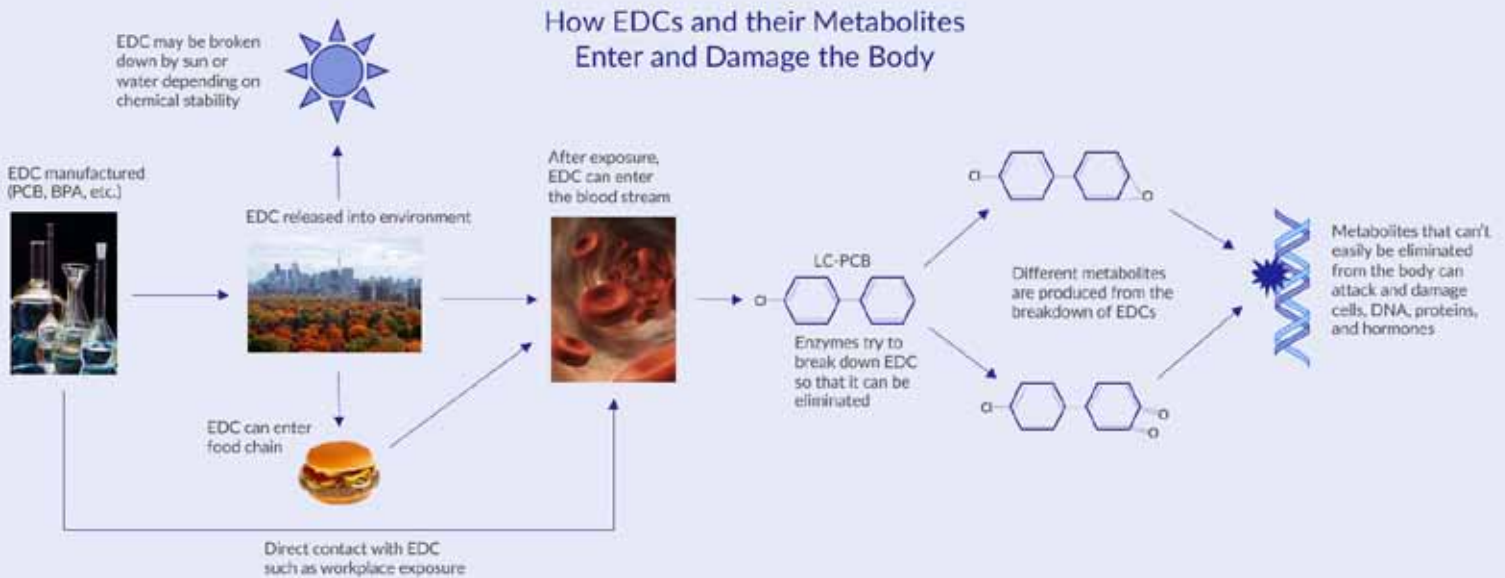 How EDCs and their Metabolites
Enter and Damage the Body
EDC may be broken
down by sun or
water depending on
chemical stability
EDC manufactured
(PCB, BPA, etc.)
EDC released into environment
After exposure,
EDC can enter
the blood stream
EDC can enter
food chain
Direct contact with EDC
such as workplace exposure
LC-PCB
Cl
Enzymes try to
break down EDC
so that it can be
eliminated
Cl
O
Different metabolites
are produced from the
breakdown of EDCs
Cl
O
O
Metabolites that can't
easily be eliminated
from the body can
attack and damage
cells, DNA, proteins,
and hormones